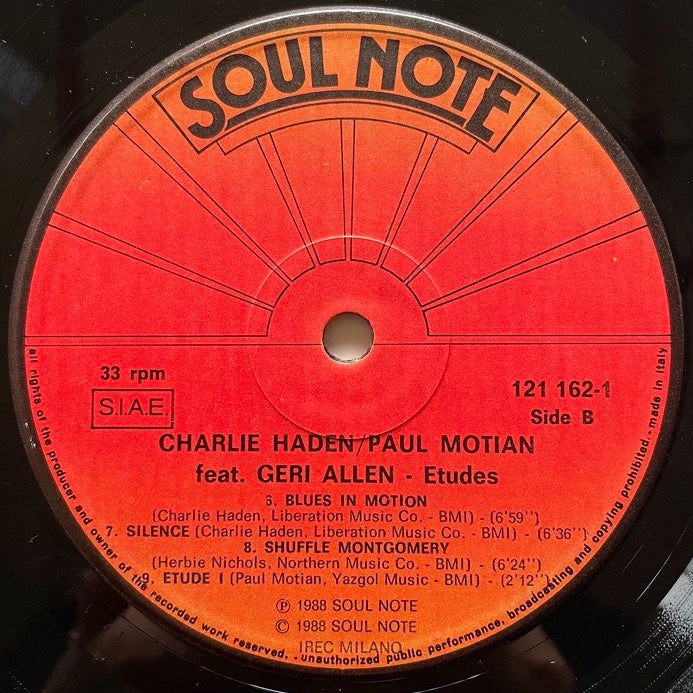 SOUL NOTE
33 rpm
S.I.A.E.
121 162-1
Side B
CHARLIE HADEN/PAUL MOTIAN
feat. GERI ALLEN - Etudes
6. BLUES IN MOTION
(Charlie Haden, Liberation Music Co. - BMI) - (6'59'')
7. SILENCE (Charlie Haden, Liberation Music Co. - BMI) - (6'36'')
8. SHUFFLE MONTGOMERY
(Herbie Nichols, Northern Music Co. - BMI) - (6'24'')
9. ETUDE I (Paul Motian, Yazgol Music - BMI) - (2'12'')
℗ 1988 SOUL NOTE
© 1988 SOUL NOTE
IREC MILANO
all rights of the producer and owner of the recorded work reserved. - unauthorized public performance, broadcasting and copying prohibited. - made in italy